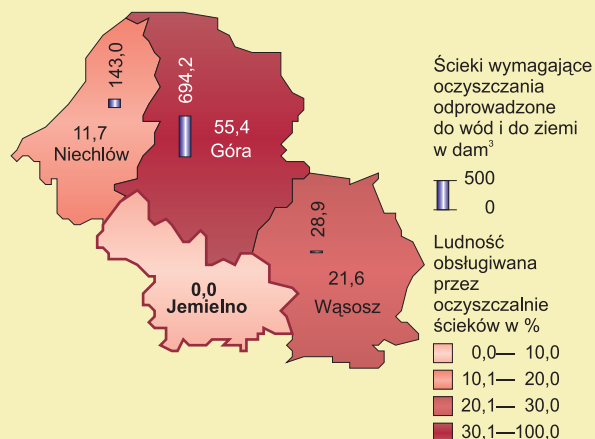 143,0
11,7
Niechlów
694,2
55,4
Góra
28,9
21,6
Wąsosz
0,0
Jemielno
Ścieki wymagające
oczyszczania
odprowadzone
do wód i do ziemi
w dam³
500
0
Ludność
obsługiwana
przez
oczyszczalnie
ścieków w %
0,0— 10,0
10,1— 20,0
20,1— 30,0
30,1—100,0